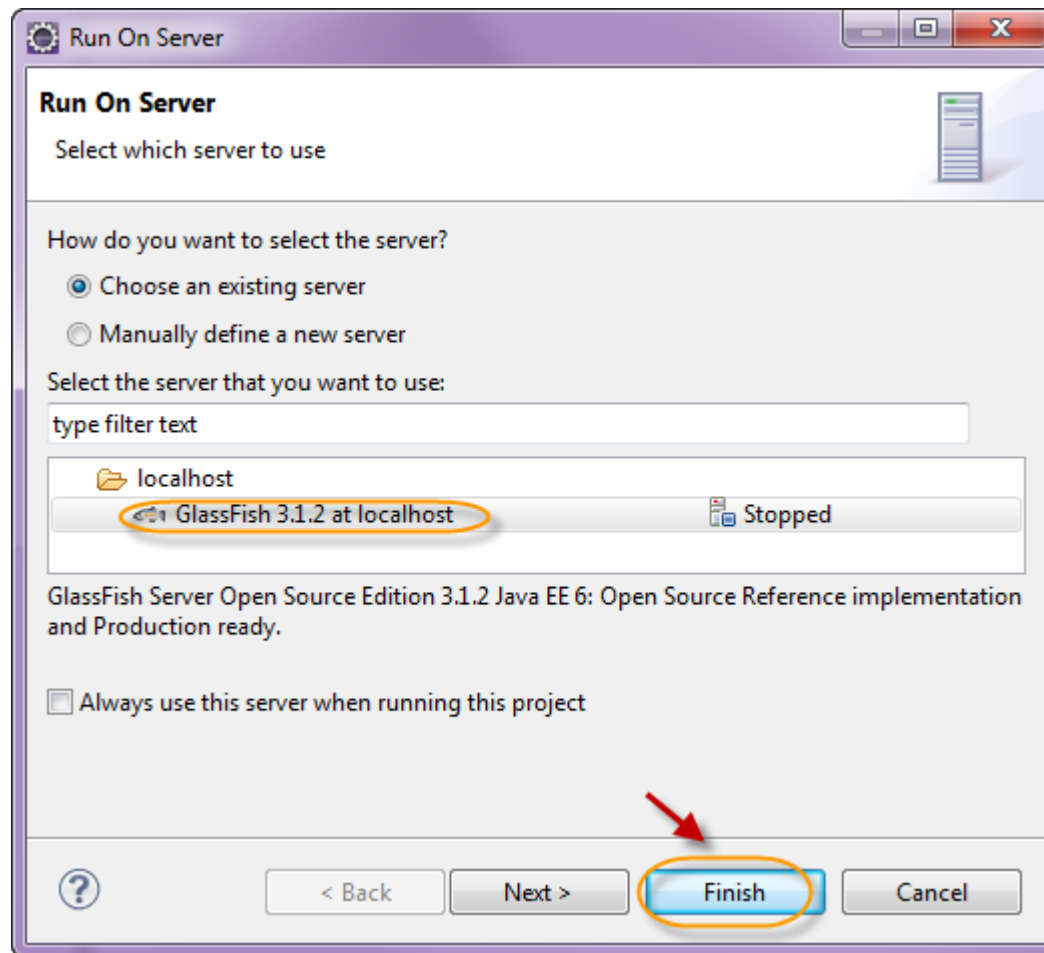 Run On Server
Run On Server
Select which server to use
How do you want to select the server?
Choose an existing server
Manually define a new server
Select the server that you want to use:
type filter text
localhost
GlassFish 3.1.2 at localhost Stopped
GlassFish Server Open Source Edition 3.1.2 Java EE 6: Open Source Reference implementation
and Production ready.
Always use this server when running this project
? < Back Next > Finish Cancel